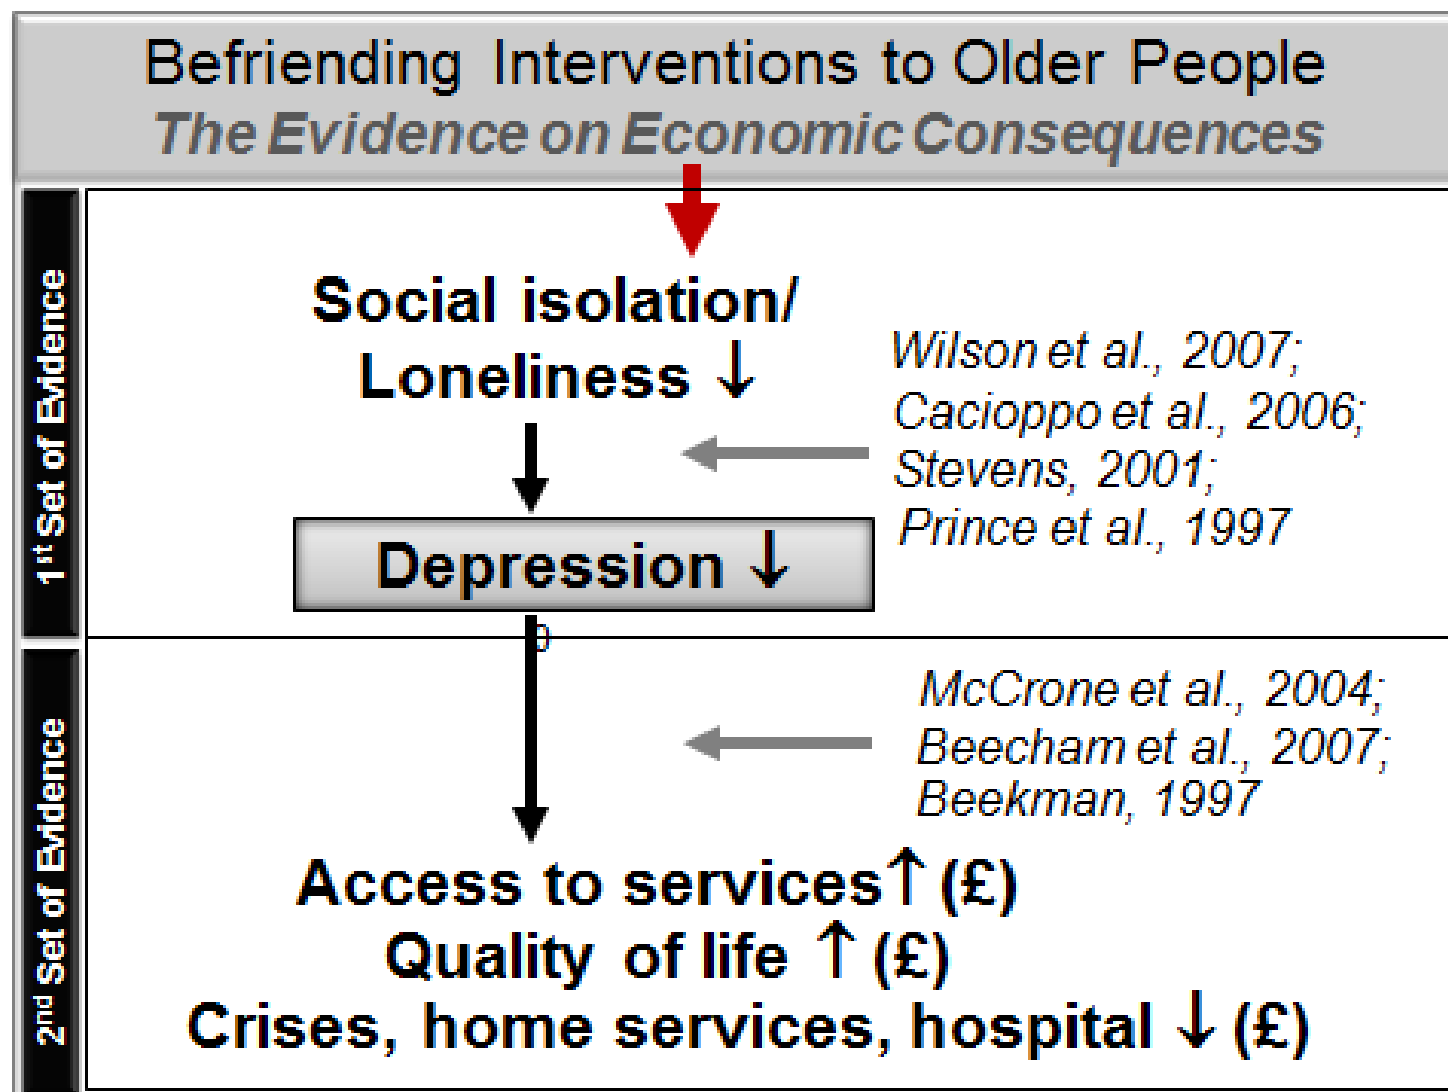 Befriending Interventions to Older People
The Evidence on Economic Consequences
1st Set of Evidence
Social isolation/
Loneliness ↓
Wilson et al., 2007;
Cacioppo et al., 2006;
Stevens, 2001;
Prince et al., 1997
Depression ↓
2nd Set of Evidence
McCrone et al., 2004;
Beecham et al., 2007;
Beekman, 1997
Access to services↑(£)
Quality of life ↑(£)
Crises, home services, hospital ↓(£)